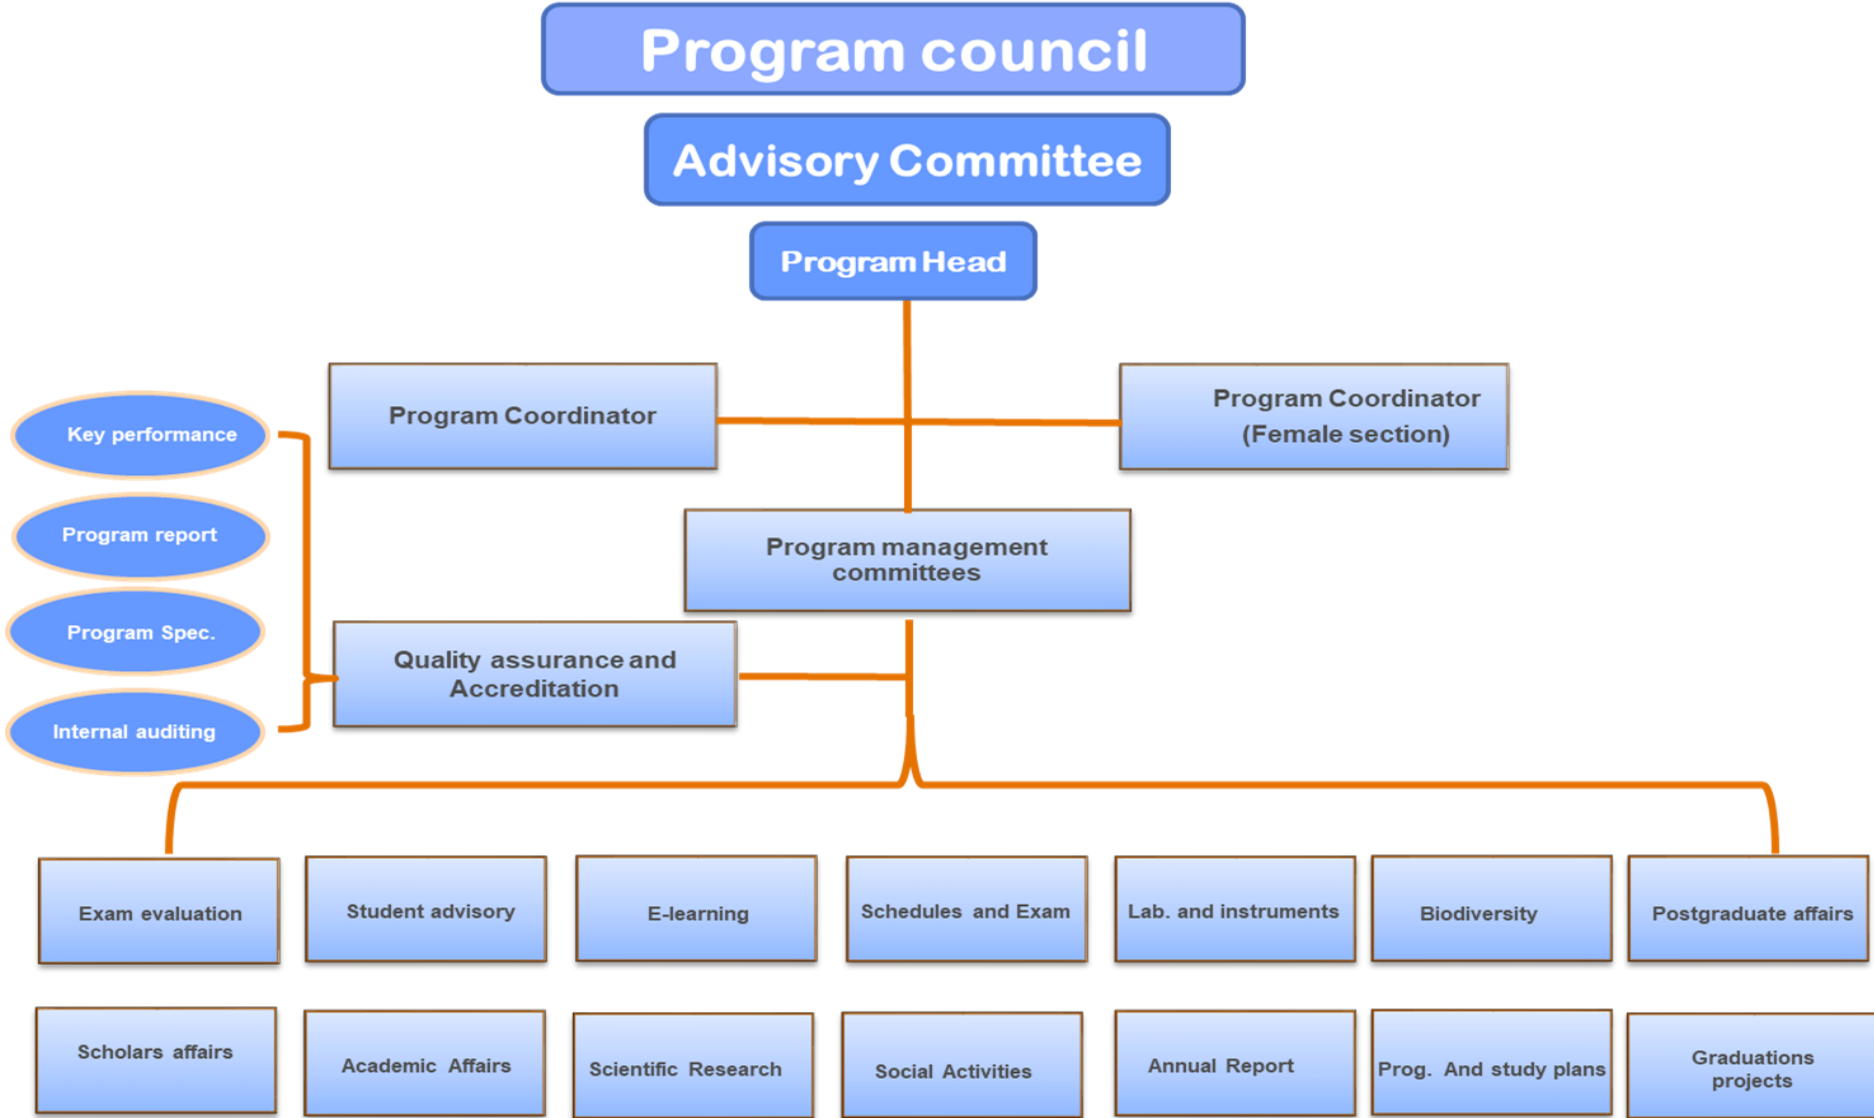 Program council
Advisory Committee
Program Head
Program Coordinator
Program Coordinator
(Female section)
Key performance
Program report
Program Spec.
Internal auditing
Program management
committees
Quality assurance and
Accreditation
Exam evaluation
Student advisory
E-learning
Schedules and Exam
Lab. and instruments
Biodiversity
Postgraduate affairs
Scholars affairs
Academic Affairs
Scientific Research
Social Activities
Annual Report
Prog. And study plans
Graduations
projects